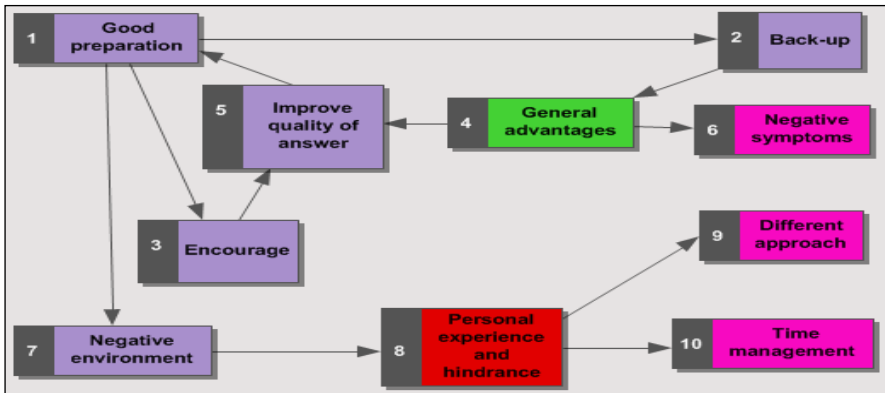 1
Good
preparation
2
Back-up
5
Improve
quality of
answer
4
General
advantages
6
Negative
symptoms
3
Encourage
9
Different
approach
7
Negative
environment
8
Personal
experience
and
hindrance
10
Time
management